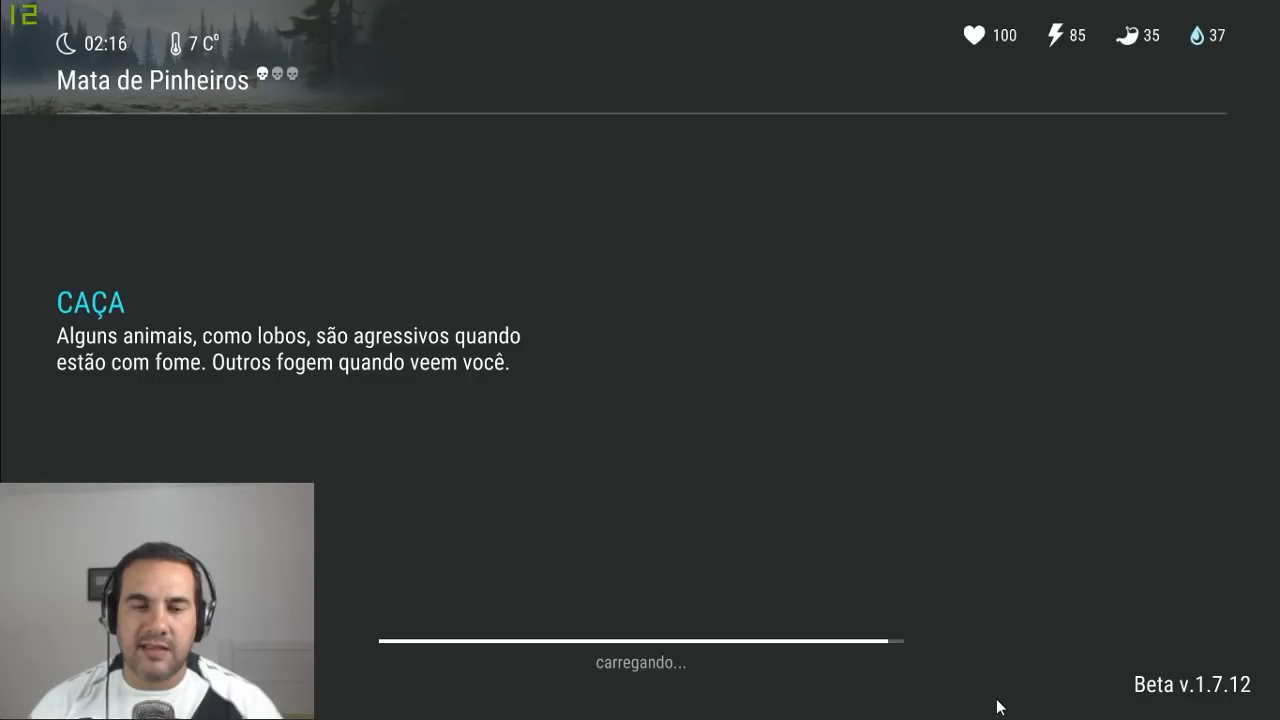 12
02:16 7 Cº
100 85 35 37
Mata de Pinheiros
CAÇA
Alguns animais, como lobos, são agressivos quando
estão com fome. Outros fogem quando veem você.
carregando...
Beta v.1.7.12